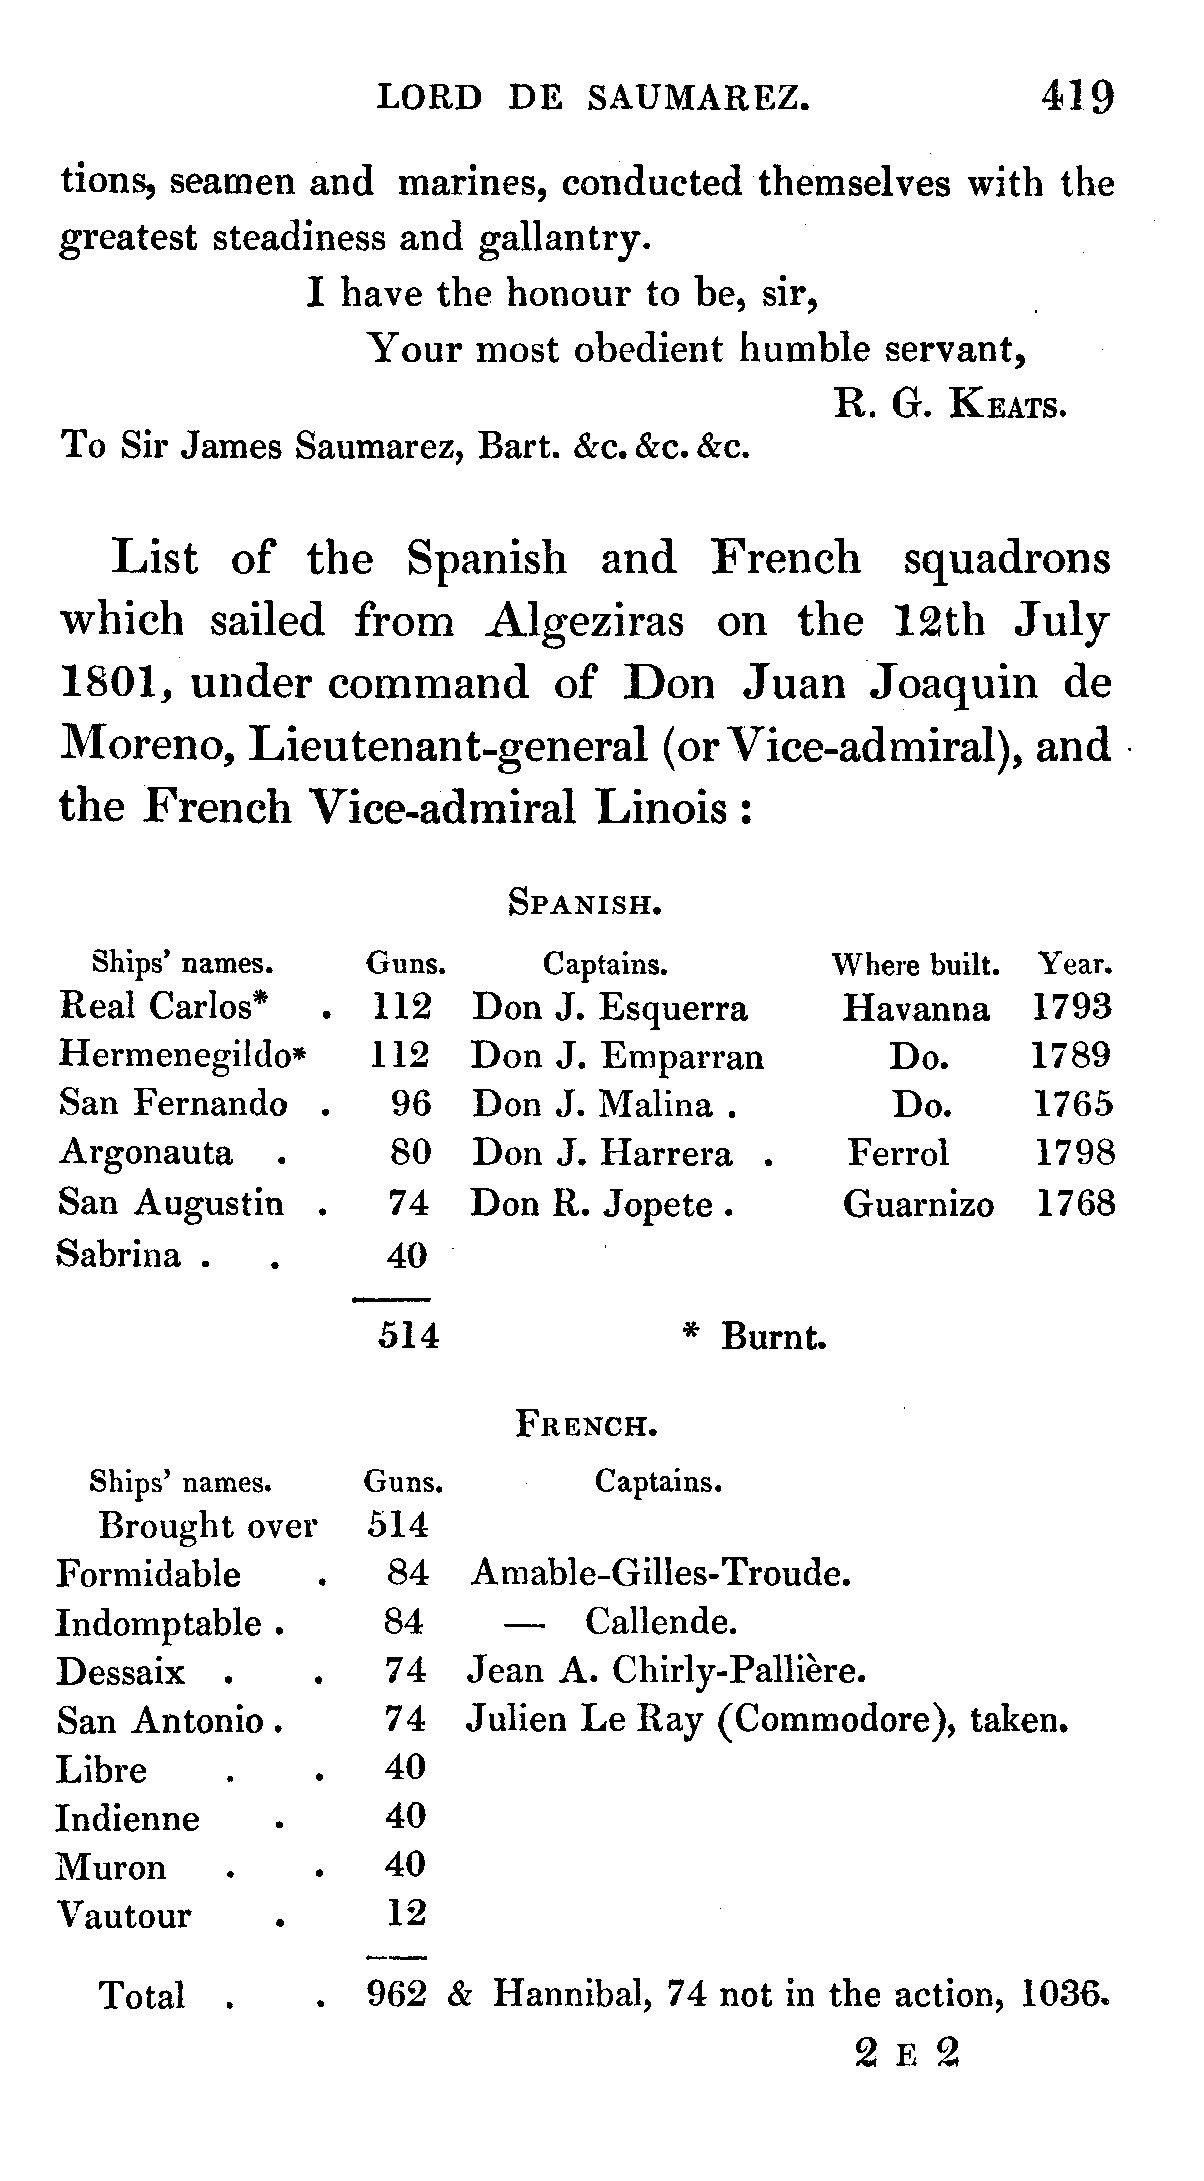 LORD DE SAUMAREZ. 419
tions, seamen and marines, conducted themselves with the
greatest steadiness and gallantry.
I have the honour to be, sir,
Your most obedient humble servant,
R. G. KEATS.
To Sir James Saumarez, Bart. &c. &c. &c.
List of the Spanish and French squadrons
which sailed from Algeziras on the 12th July
1801, under command of Don Juan Joaquin de
Moreno, Lieutenant-general (or Vice-admiral), and
the French Vice-admiral Linois :
SPANISH.
Ships' names. Guns. Captains. Where built. Year.
Real Carlos* . 112 Don J. Esquerra Havanna 1793
Hermenegildo* 112 Don J. Emparran Do. 1789
San Fernando . 96 Don J. Malina . Do. 1765
Argonauta . 80 Don J. Harrera . Ferrol 1798
San Augustin . 74 Don R. Jopete . Guarnizo 1768
Sabrina . . 40
514 * Burnt.
FRENCH.
Ships' names. Guns. Captains.
Brought over 514
Formidable . 84 Amable-Gilles-Troude.
Indomptable . 84 — Callende.
Dessaix . . 74 Jean A. Chirly-Pallière.
San Antonio . 74 Julien Le Ray (Commodore), taken.
Libre . . 40
Indienne . 40
Muron . . 40
Vautour . 12
Total . . 962 & Hannibal, 74 not in the action, 1036.
2 E 2